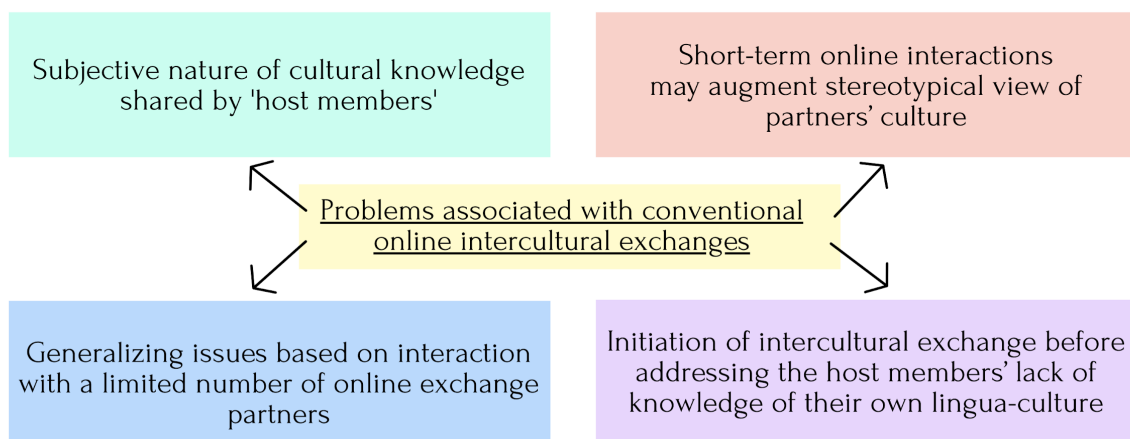 Subjective nature of cultural knowledge
shared by 'host members'
Short-term online interactions
may augment stereotypical view of
partners’ culture
Problems associated with conventional
online intercultural exchanges
Generalizing issues based on interaction
with a limited number of online exchange
partners
Initiation of intercultural exchange before
addressing the host members’ lack of
knowledge of their own lingua-culture